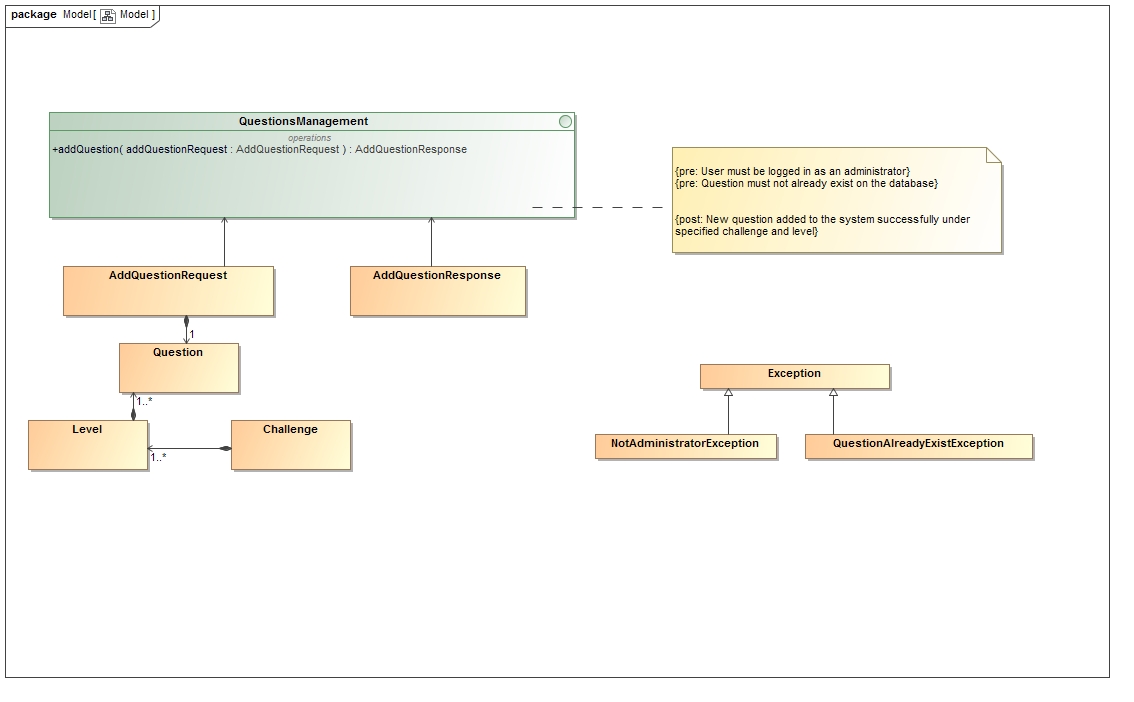 package Model[ Model ]
QuestionsManagement
operations
+addQuestion( addQuestionRequest : AddQuestionRequest ) : AddQuestionResponse
{pre: User must be logged in as an administrator}
{pre: Question must not already exist on the database}
{post: New question added to the system successfully under
specified challenge and level}
AddQuestionRequest
AddQuestionResponse
1
Question
1..*
Level
Challenge
1..*
Exception
NotAdministratorException
QuestionAlreadyExistException